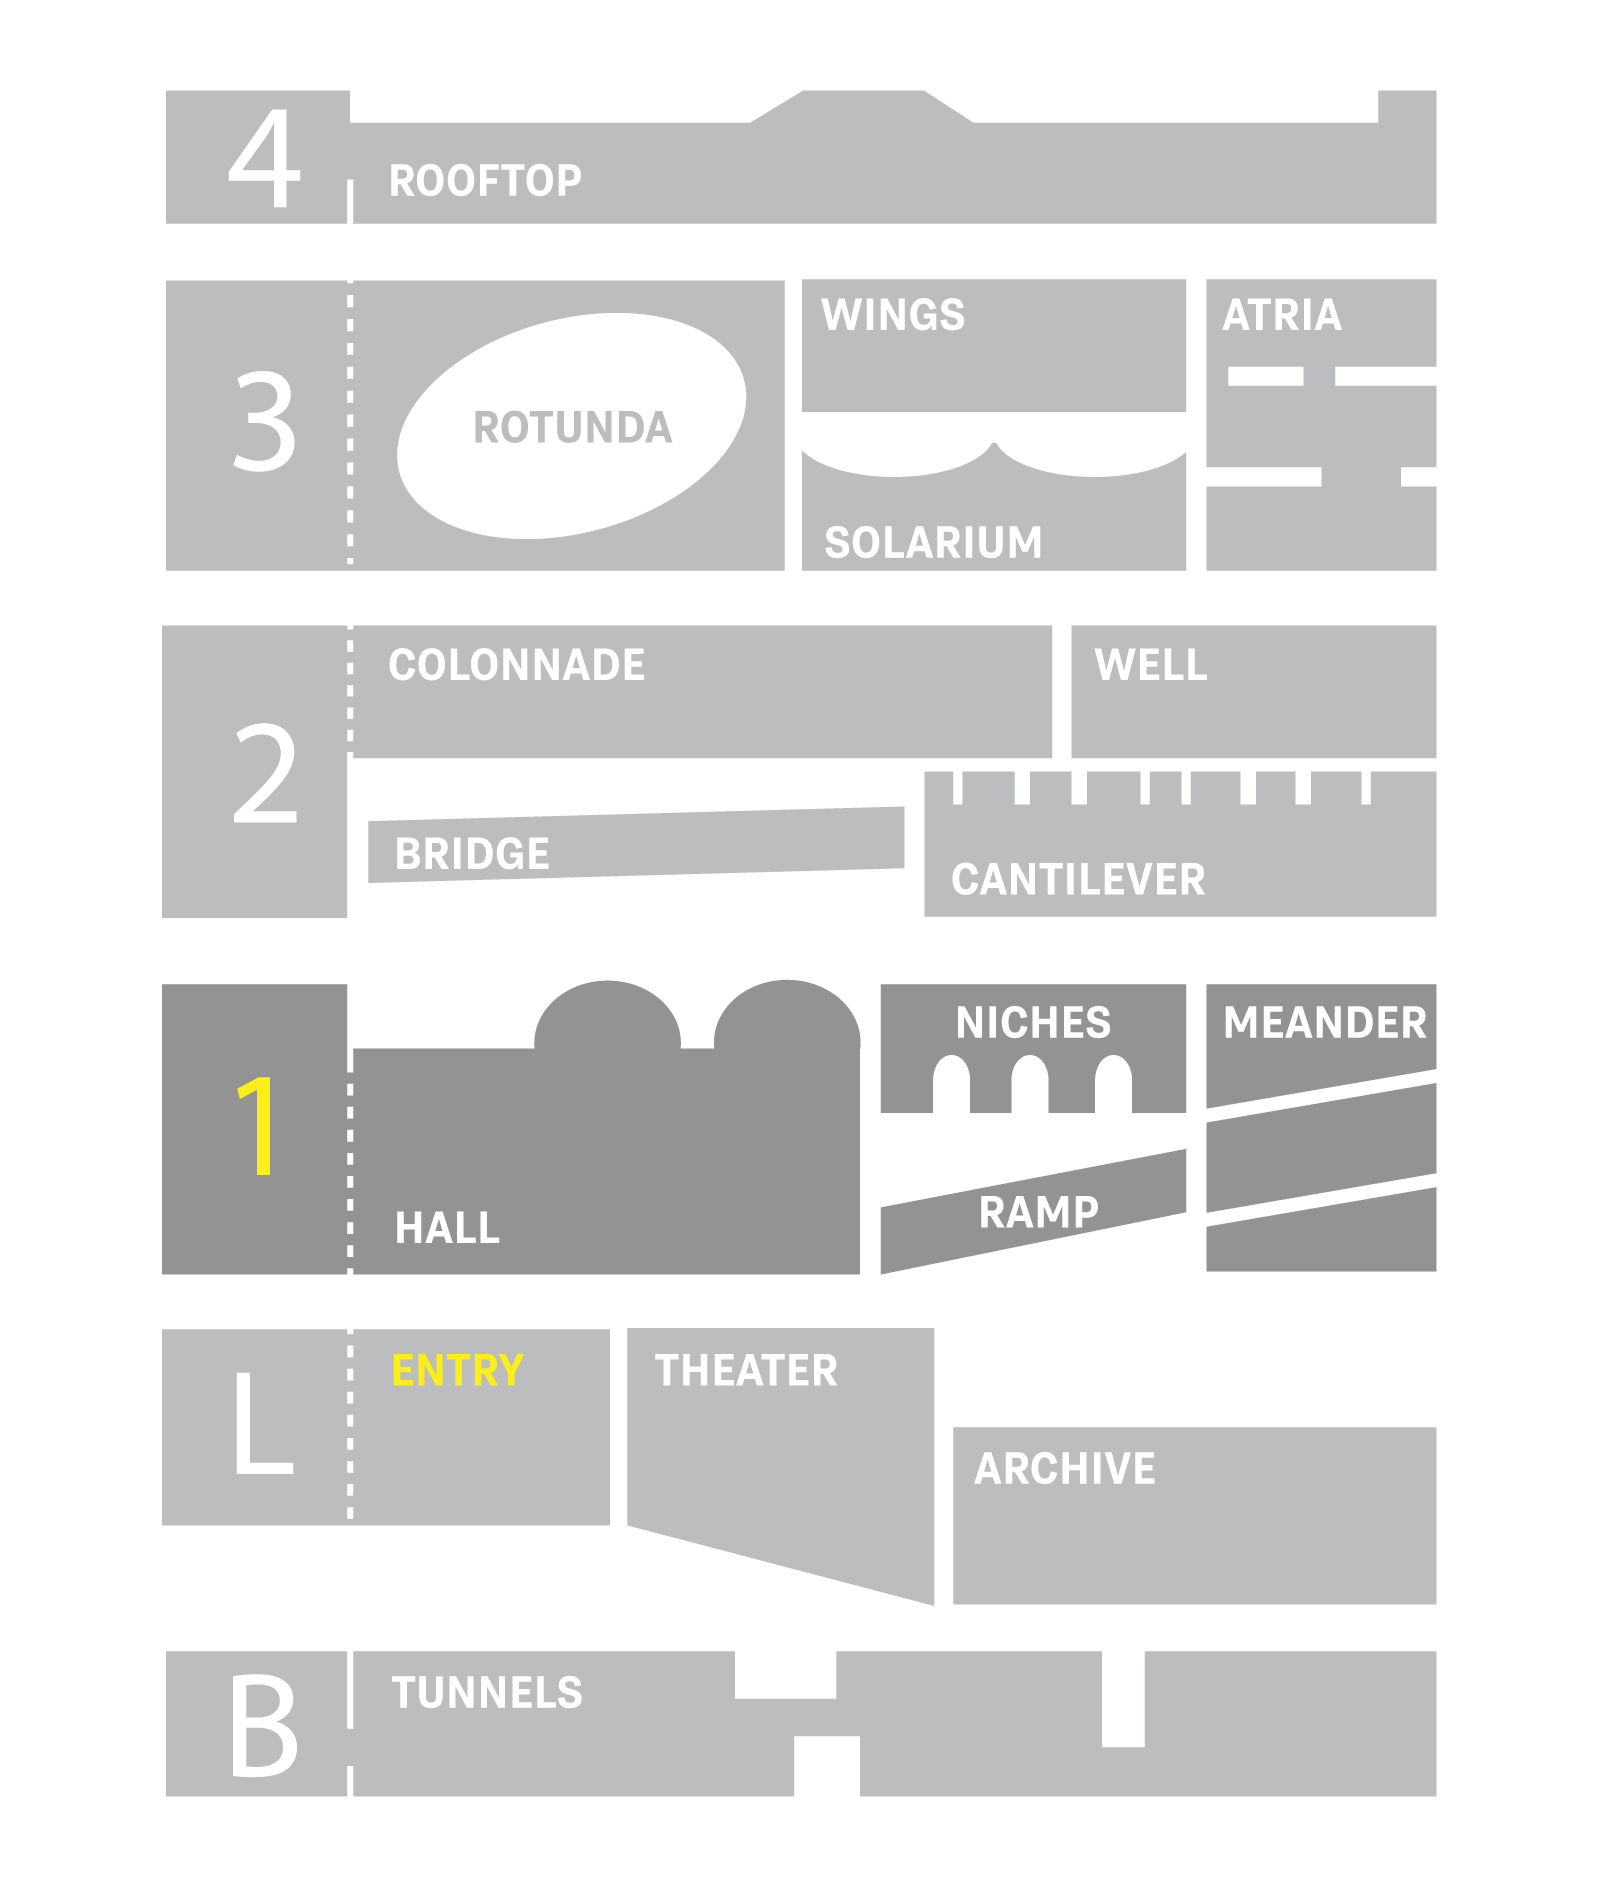 4
ROOFTOP
3
ROTUNDA
WINGS
SOLARIUM
ATRIA
2
COLONNADE
WELL
BRIDGE
CANTILEVER
1
HALL
NICHES
RAMP
MEANDER
L
ENTRY
THEATER
ARCHIVE
B
TUNNELS